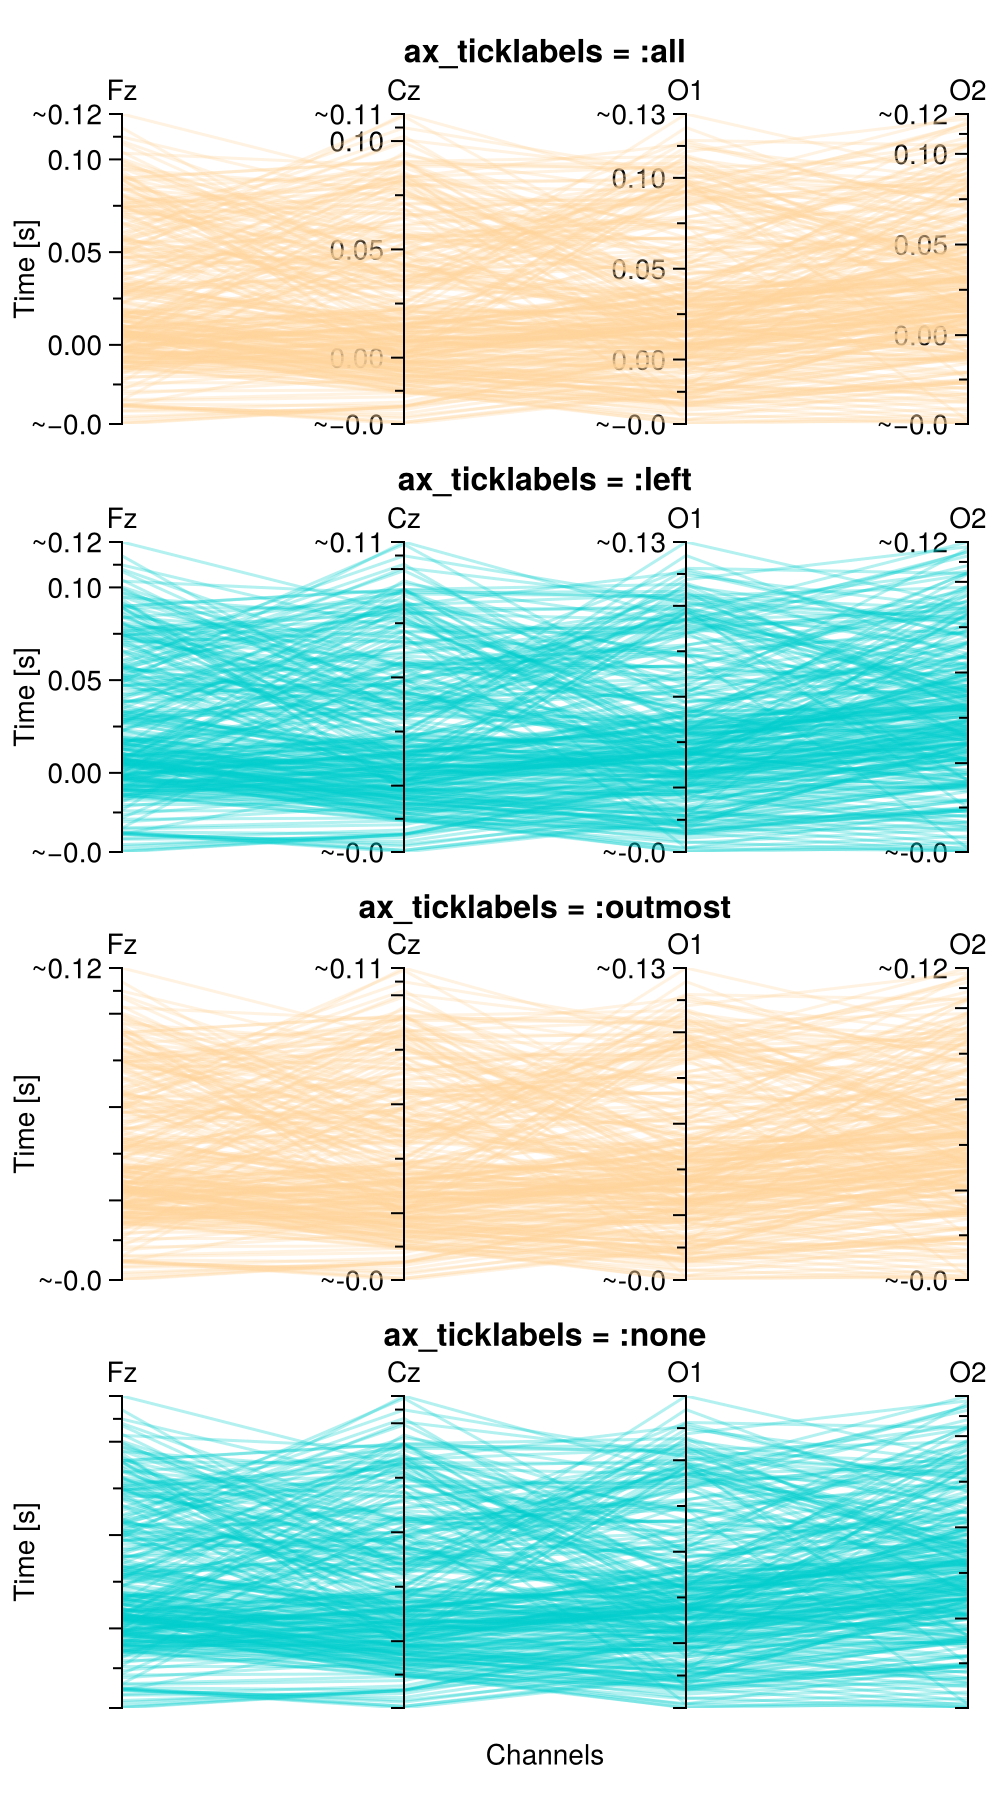 ax_ticklabels = :all
Fz Cz O1 O2
~0.12 ~0.11 ~0.13 ~0.12
0.10 0.10 0.10 0.10
0.05 0.05 0.05 0.05
0.00 0.00 0.00 0.00
~−0.0 ~−0.0 ~−0.0 ~−0.0
Time [s]
ax_ticklabels = :left
Fz Cz O1 O2
~0.12 ~0.11 ~0.13 ~0.12
0.10
0.05
0.00
~−0.0 ~-0.0 ~-0.0 ~-0.0
Time [s]
ax_ticklabels = :outmost
Fz Cz O1 O2
~0.12 ~0.11 ~0.13 ~0.12
~-0.0 ~-0.0 ~-0.0 ~-0.0
Time [s]
ax_ticklabels = :none
Fz Cz O1 O2
Time [s]
Channels